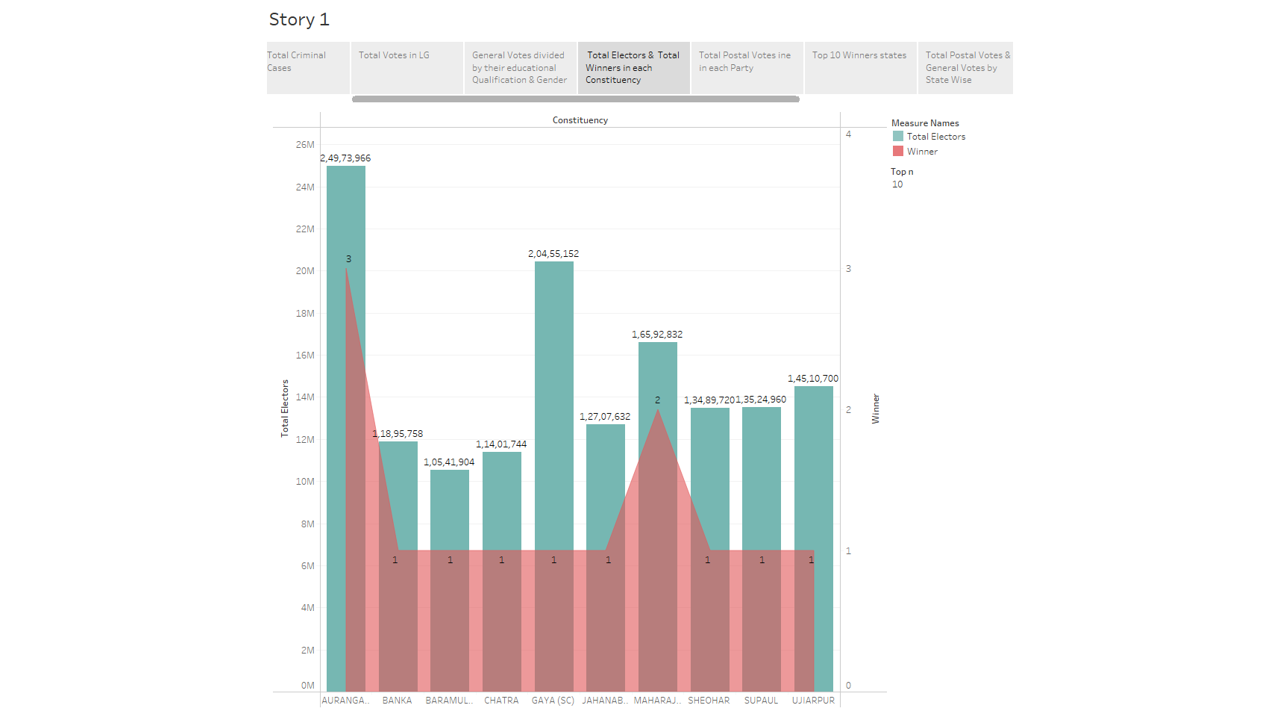 Story 1
Total Criminal
Cases
Total Votes in LG
General Votes divided
by their educational
Qualification & Gender
Total Electors & Total
Winners in each
Constituency
Total Postal Votes ine
in each Party
Top 10 Winners states
Total Postal Votes &
General Votes by
State Wise
Constituency
Measure Names
Total Electors
Winner
Top n
10
Total Electors
26M
24M
22M
20M
18M
16M
14M
12M
10M
8M
6M
4M
2M
0M
2,49,73,966
1,18,95,758
1,05,41,904
1,14,01,744
2,04,55,152
1,27,07,632
1,65,92,832
1,34,89,720
1,35,24,960
1,45,10,700
3
1
1
1
1
1
2
1
1
1
Winner
4
3
2
1
0
AURANGA..
BANKA
BARAMUL..
CHATRA
GAYA (SC)
JAHANAB..
MAHARAJ..
SHEOHAR
SUPAUL
UJIARPUR